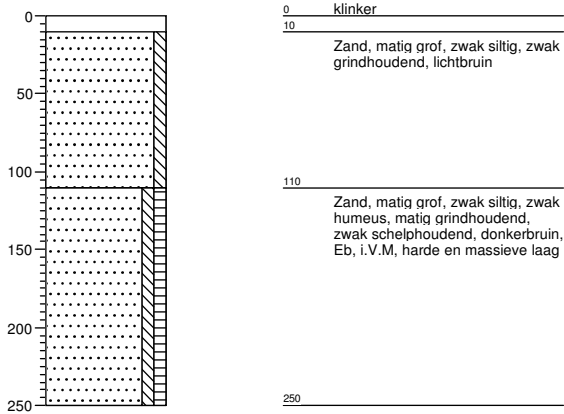 0
50
100
150
200
250
0 klinker
10
Zand, matig grof, zwak siltig, zwak
grindhoudend, lichtbruin
110
Zand, matig grof, zwak siltig, zwak
humeus, matig grindhoudend,
zwak schelphoudend, donkerbruin,
Eb, i.V.M, harde en massieve laag
250